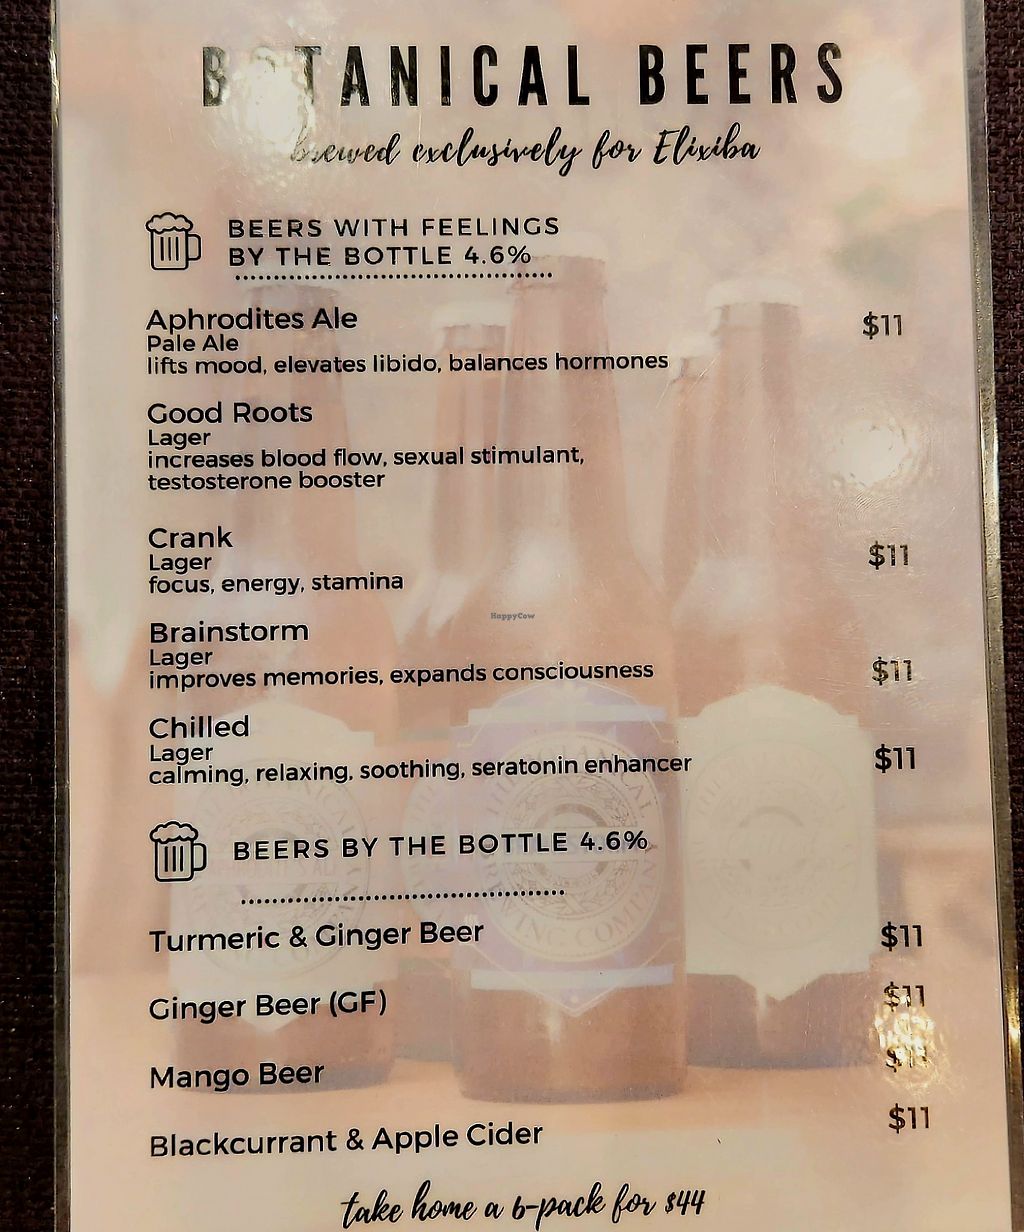 BOTANICAL BEERS
brewed exclusively for Elixiba
BEERS WITH FEELINGS
BY THE BOTTLE 4.6%
Aphrodites Ale $11
Pale Ale
lifts mood, elevates libido, balances hormones
Good Roots
Lager
increases blood flow, sexual stimulant,
testosterone booster
Crank $11
Lager
focus, energy, stamina
Brainstorm
Lager $11
improves memories, expands consciousness
Chilled
Lager $11
calming, relaxing, soothing, seratonin enhancer
BEERS BY THE BOTTLE 4.6%
Turmeric & Ginger Beer $11
Ginger Beer (GF) $11
Mango Beer $11
Blackcurrant & Apple Cider $11
take home a 6-pack for $44
HappyCow